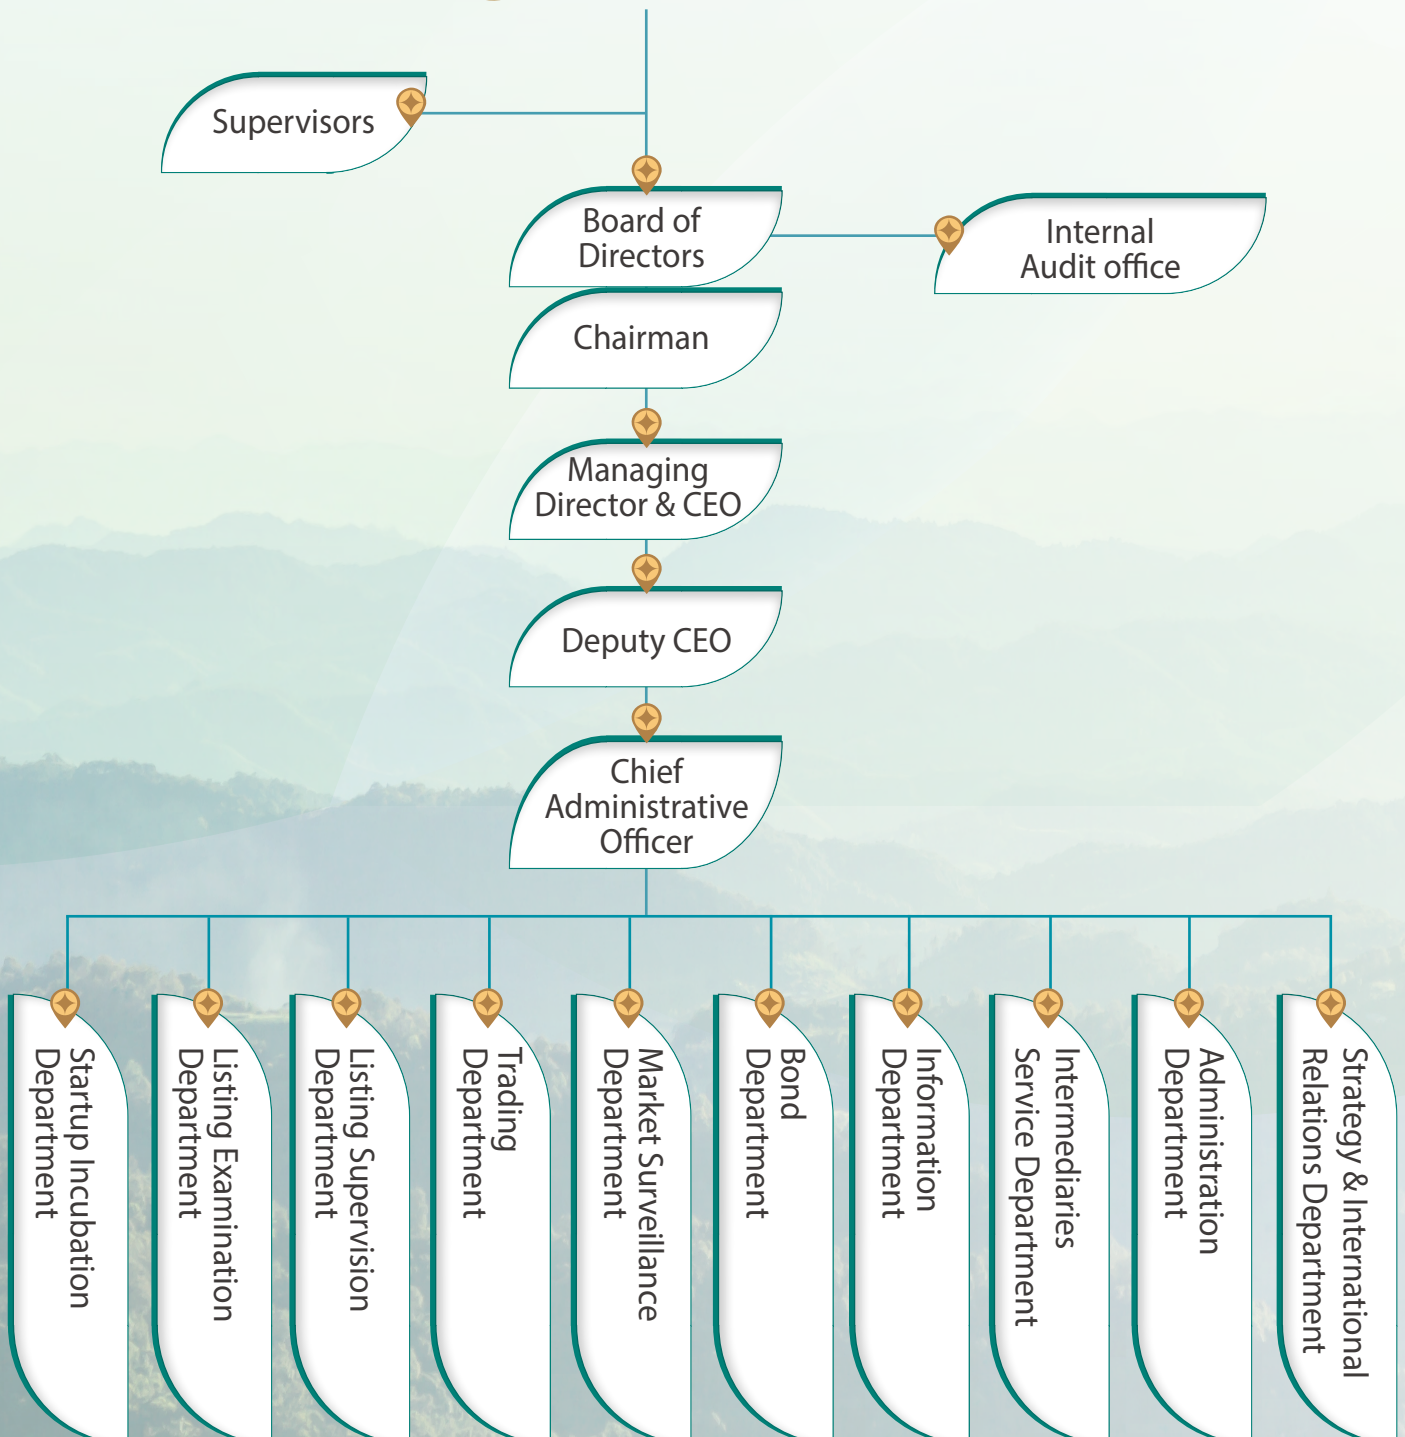 Supervisors
Board of
Directors
Internal
Audit office
Chairman
Managing
Director & CEO
Deputy CEO
Chief
Administrative
Officer
Startup Incubation
Department
Listing Examination
Department
Listing Supervision
Department
Trading
Department
Market Surveillance
Department
Bond
Department
Information
Department
Intermediaries
Service Department
Administration
Department
Strategy & International
Relations Department